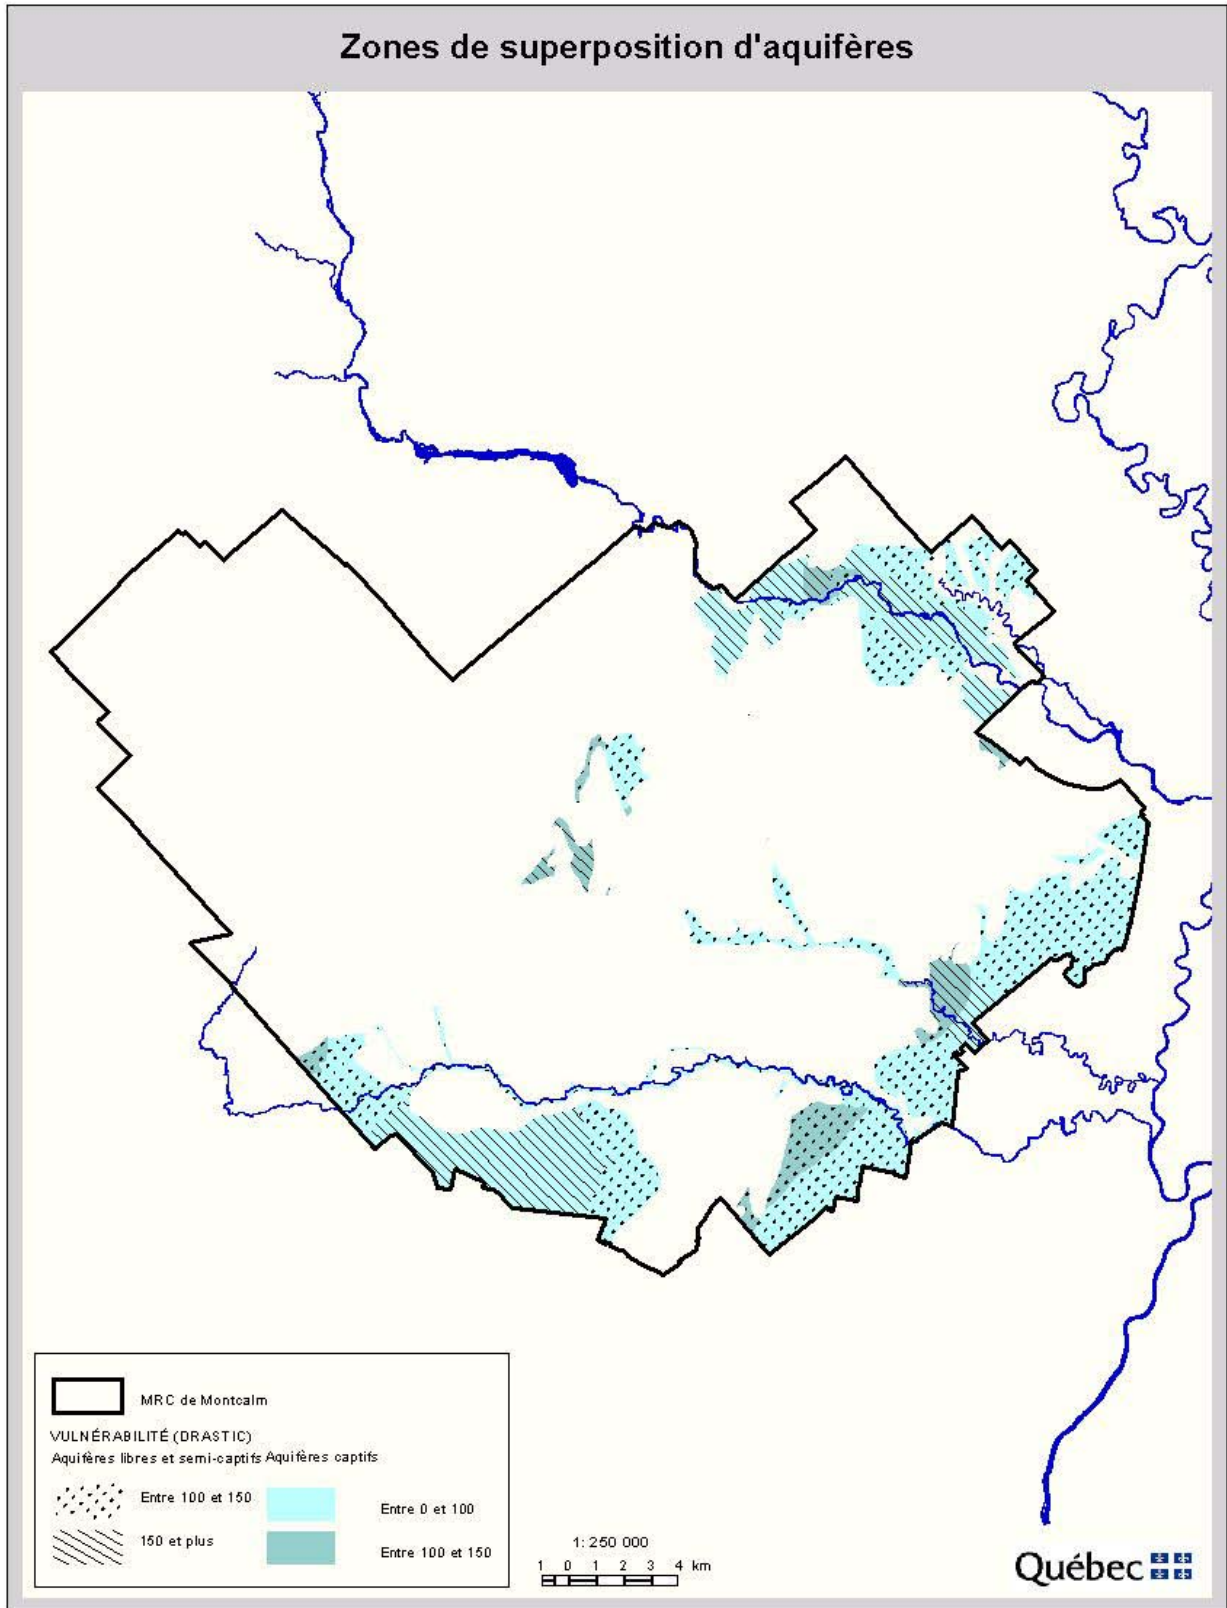 Zones de superposition d'aquifères
MRC de Montcalm
VULNÉRABILITÉ (DRASTIC)
Aquifères libres et semi-captifs Aquifères captifs
Entre 100 et 150
Entre 0 et 100
150 et plus
Entre 100 et 150
1: 250 000
1 0 1 2 3 4 km
Québec